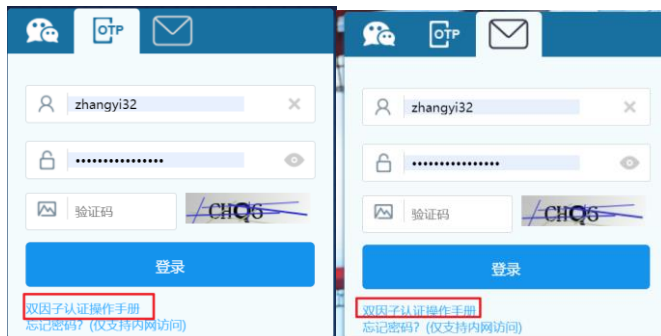 OTP
zhangyi32
验证码 CHQ6
登录
双因子认证操作手册
忘记密码? (仅支持内网访问)
OTP
zhangyi32
验证码 CHQ6
登录
双因子认证操作手册
忘记密码? (仅支持内网访问)